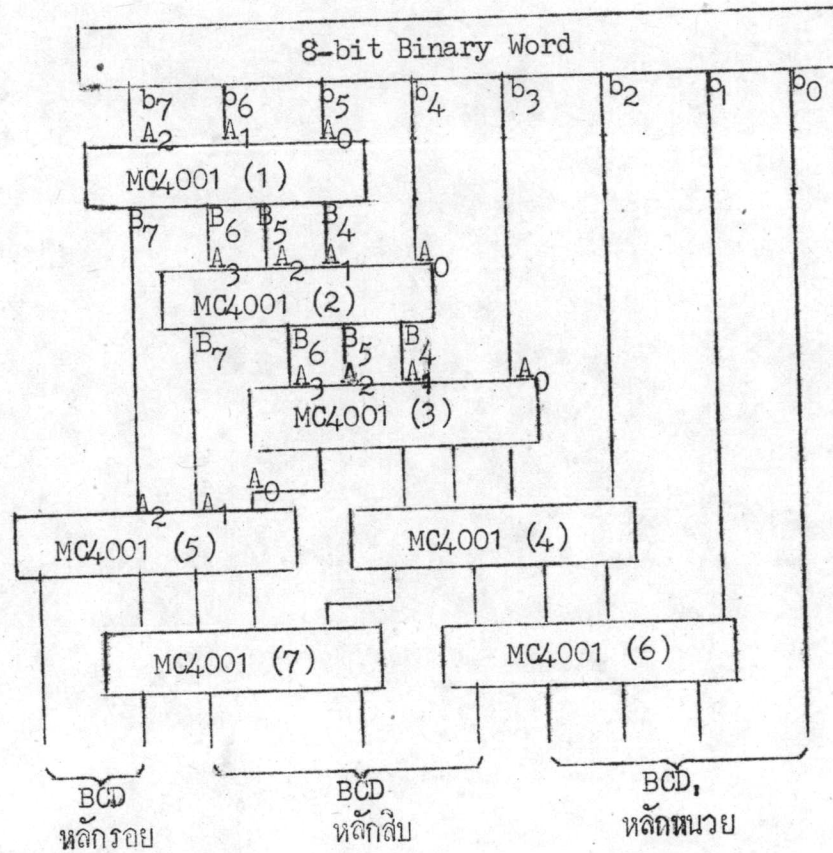 8-bit Binary Word
b7 b6 b5 b4 b3 b2 b1 b0
A2 A1 A0
MC4001 (1)
B7 B6 B5 B4
A3 A2 A1 A0
MC4001 (2)
B7 B6 B5 B4
A3 A2 A1 A0
MC4001 (3)
A0
A2 A1
MC4001 (5) MC4001 (4)
MC4001 (7) MC4001 (6)
BCD BCD BCD
หลักรอย หลักสิบ หลักหนวย